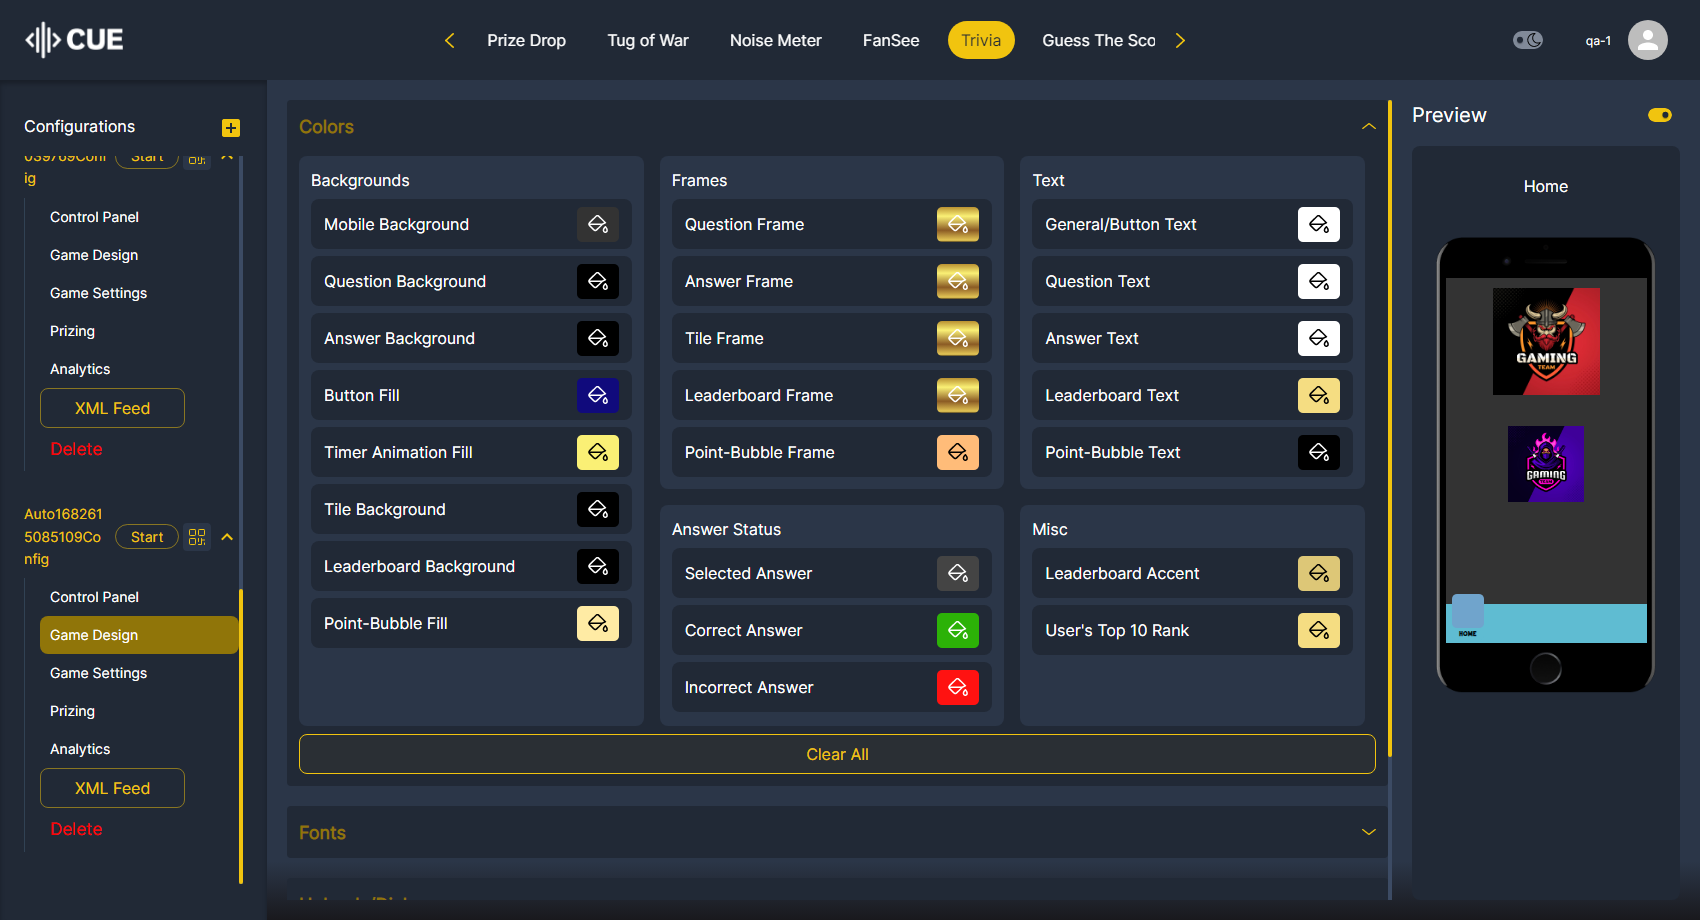 CUE
Prize Drop
Tug of War
Noise Meter
FanSee
Trivia
Guess The Sco
qa-1
Configurations
039769Conf
ig
Start
Control Panel
Game Design
Game Settings
Prizing
Analytics
XML Feed
Delete
Auto168261
5085109Co
nfig
Start
Control Panel
Game Design
Game Settings
Prizing
Analytics
XML Feed
Delete
Colors
Backgrounds
Mobile Background
Question Background
Answer Background
Button Fill
Timer Animation Fill
Tile Background
Leaderboard Background
Point-Bubble Fill
Frames
Question Frame
Answer Frame
Tile Frame
Leaderboard Frame
Point-Bubble Frame
Text
General/Button Text
Question Text
Answer Text
Leaderboard Text
Point-Bubble Text
Answer Status
Selected Answer
Correct Answer
Incorrect Answer
Misc
Leaderboard Accent
User's Top 10 Rank
Clear All
Fonts
Preview
Home
GAMING
TEAM
GAMING
TEAM
HOME